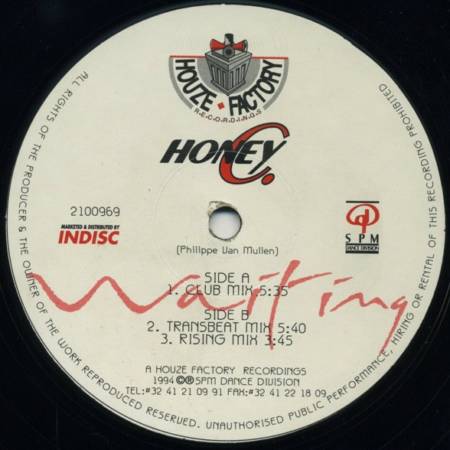 HOUZE · FACTORY
RECORDINGS
HONEY C.
2100969
MARKETED & DISTRIBUTED BY
INDISC
SPM
DANCE DIVISION
(Philippe Van Mullen)
Waiting
SIDE A
1. CLUB MIX 5:35
SIDE B
2. TRANSBEAT MIX 5:40
3. RISING MIX 3:45
A HOUZE FACTORY RECORDINGS
1994 ©® SPM DANCE DIVISION
TEL:#32 41 21 09 91 FAX:#32 41 22 18 09
ALL RIGHTS OF THE PRODUCER & THE OWNER OF THE WORK REPRODUCED RESERVED. UNAUTHORISED PUBLIC PERFORMANCE, HIRING OR RENTAL OF THIS RECORDING PROHIBITED